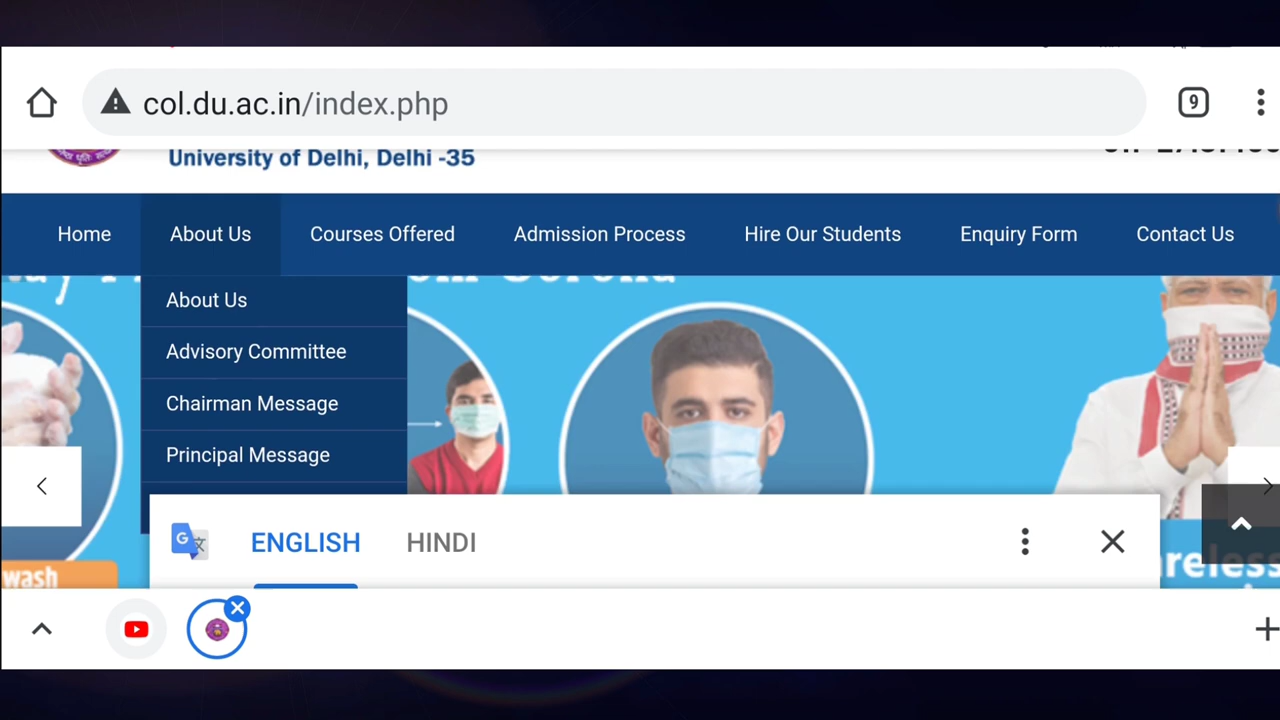 col.du.ac.in/index.php
9
University of Delhi, Delhi -35
Home
About Us
Courses Offered
Admission Process
Hire Our Students
Enquiry Form
Contact Us
About Us
Advisory Committee
Chairman Message
Principal Message
ENGLISH
HINDI
wash